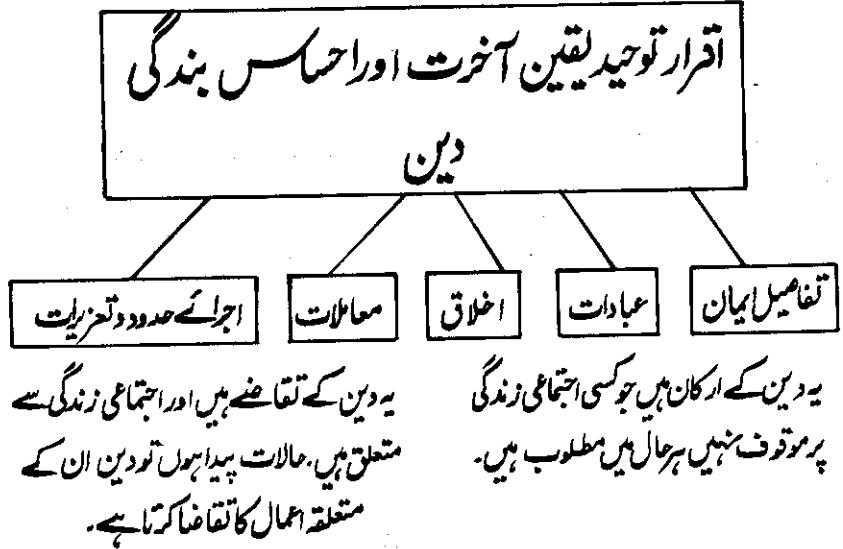 اقرار توحید یقین آخرت اور احساس بندگی
دین
تفاصیل ایمان
عبادات
اخلاق
معاملات
اجرائے حدود و تعزیرات
یہ دین کے ارکان ہیں جو کسی اجتماعی زندگی
پر موقوف نہیں ہر حال میں مطلوب ہیں۔
یہ دین کے تقاضے ہیں اور اجتماعی زندگی سے
متعلق ہیں۔ حالات پیدا ہوں تو دین ان کے
متعلقہ اعمال کا تقاضا کرتا ہے۔